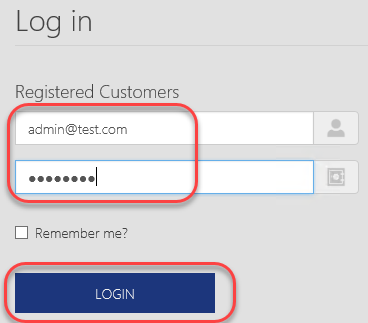 Log in
Registered Customers
admin@test.com
●●●●●●●●
Remember me?
LOGIN